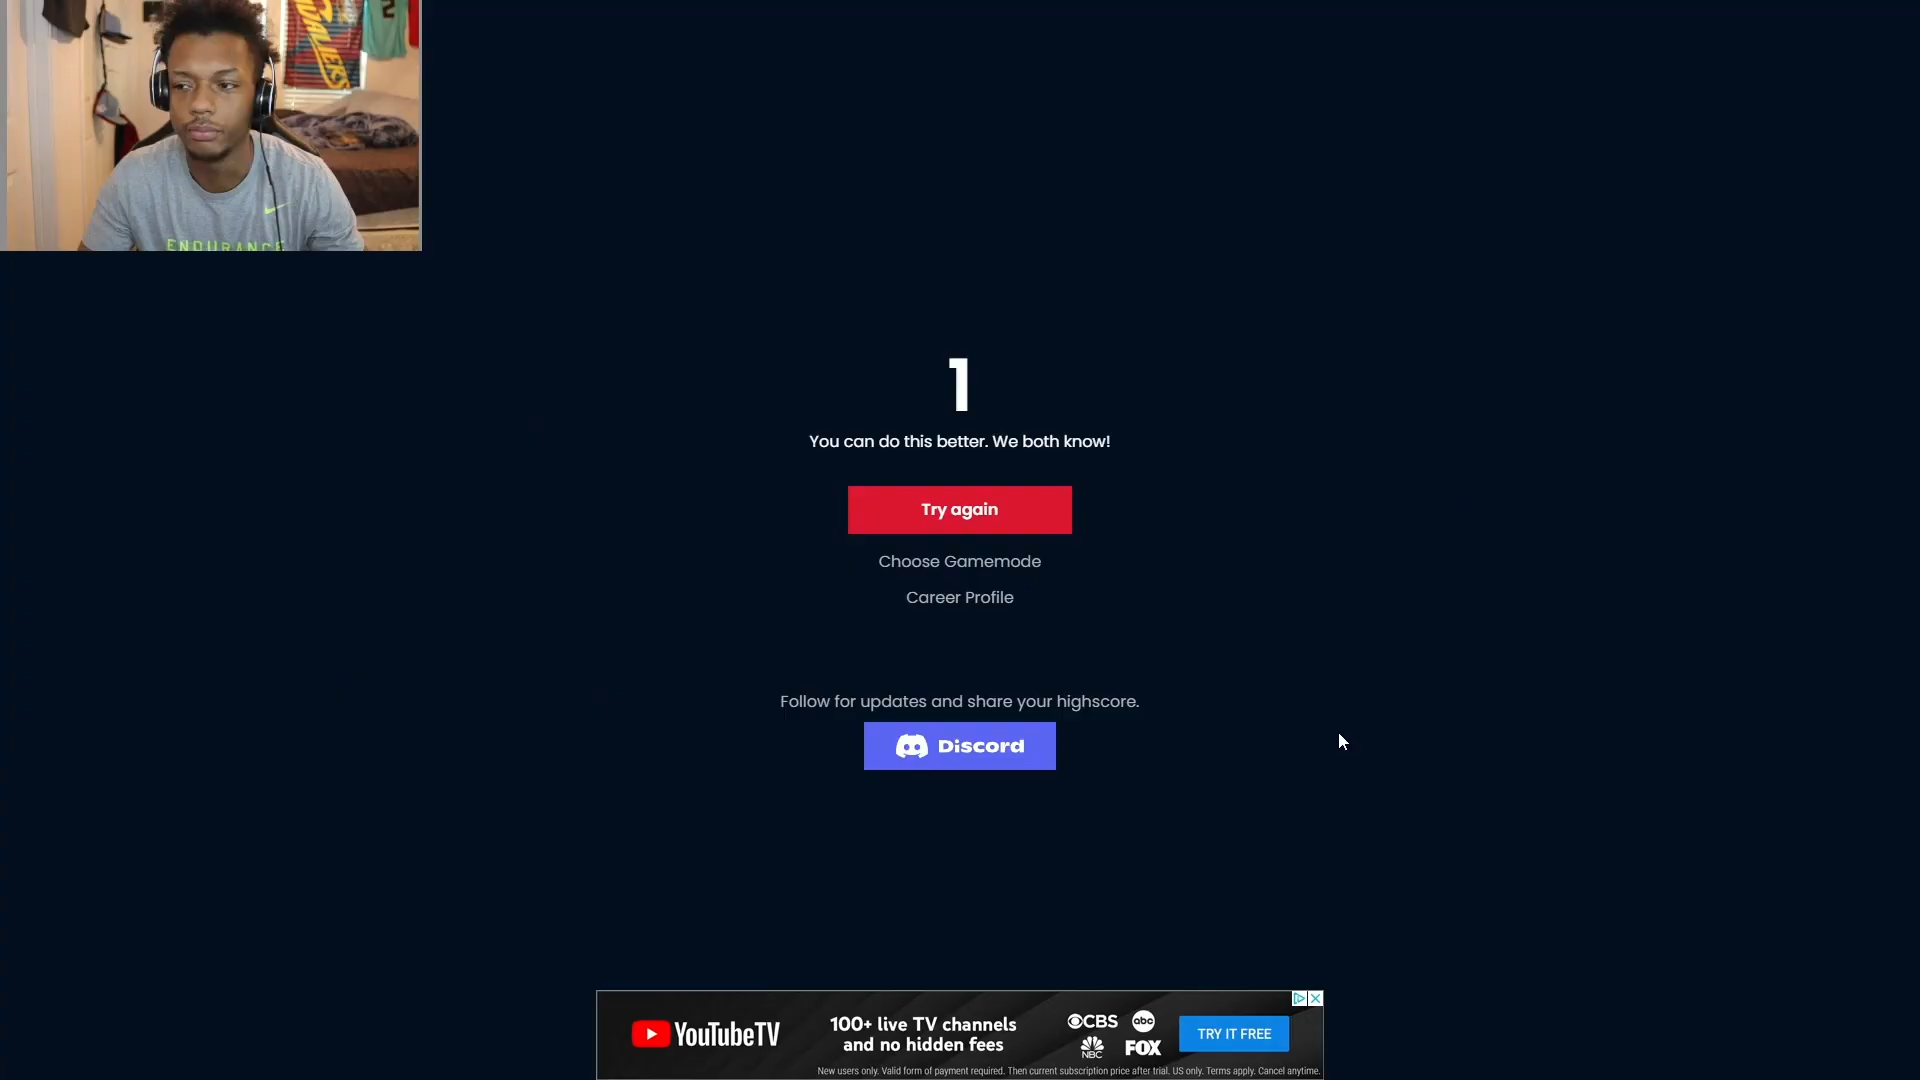 CAVALIERS
2
ENDURANCE
1
You can do this better. We both know!
Try again
Choose Gamemode
Career Profile
Follow for updates and share your highscore.
Discord
YouTubeTV
100+ live TV channels
and no hidden fees
CBS
abc
NBC
FOX
TRY IT FREE
New users only. Valid form of payment required. Then current subscription price after trial. US only. Terms apply. Cancel anytime.